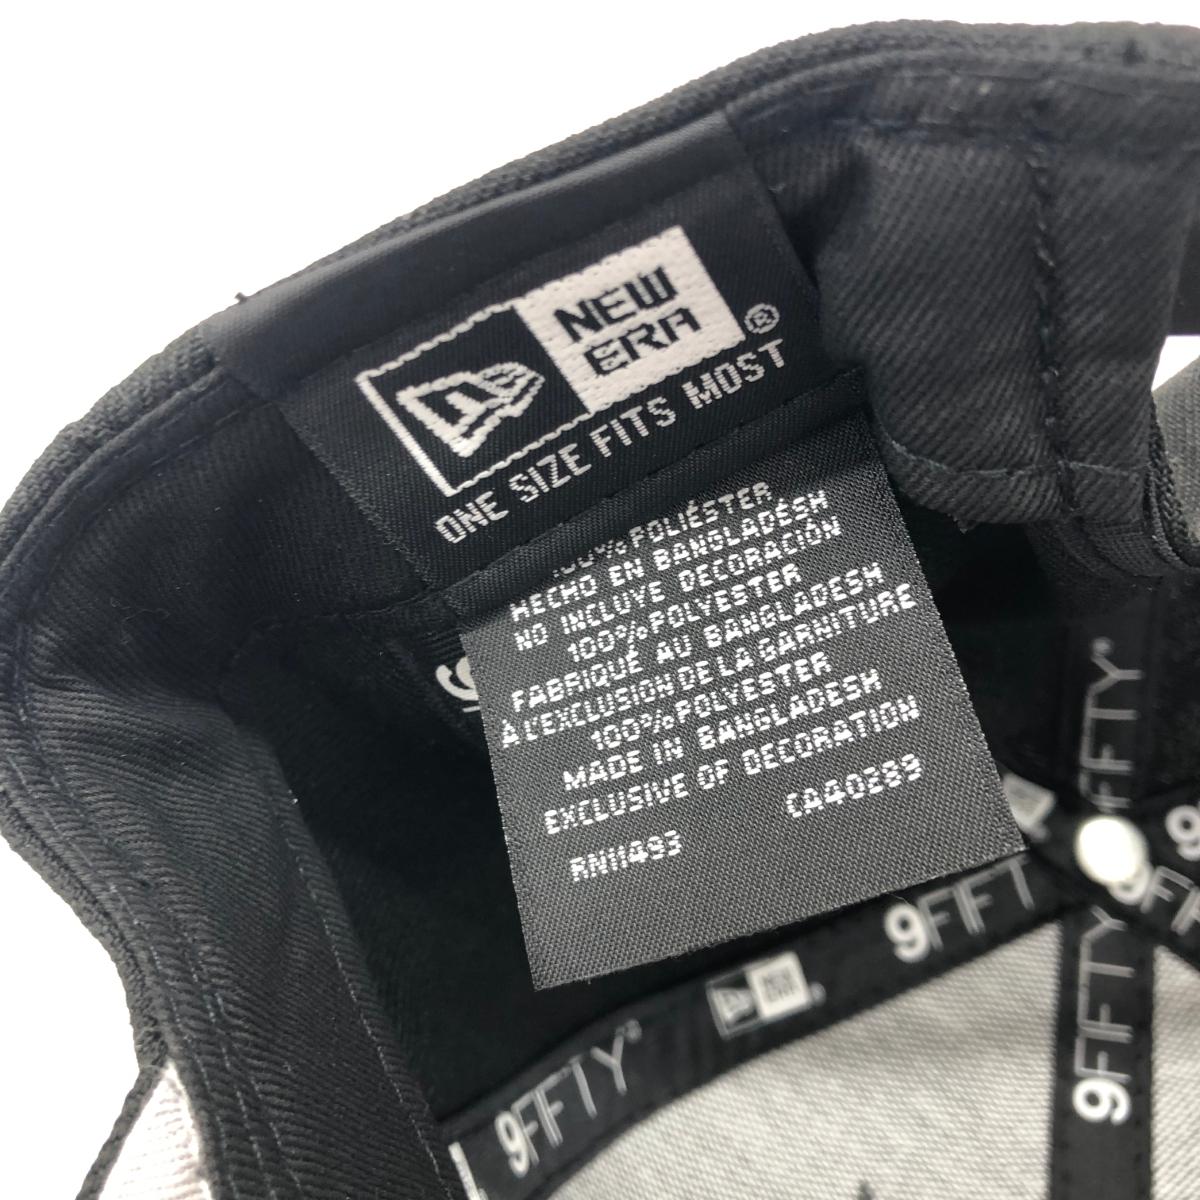 NEW
ERA
®
ONE SIZE FITS MOST
100% POLIÉSTER
HECHO EN BANGLADESH
NO INCLUYE DECORACIÓN
100% POLYESTER
FABRIQUÉ AU BANGLADESH
À L'EXCLUSION DE LA GARNITURE
100% POLYESTER
MADE IN BANGLADESH
EXCLUSIVE OF DECORATION
CA40289
RN11493
9FIFTY
9FIFTY
9FIFTY